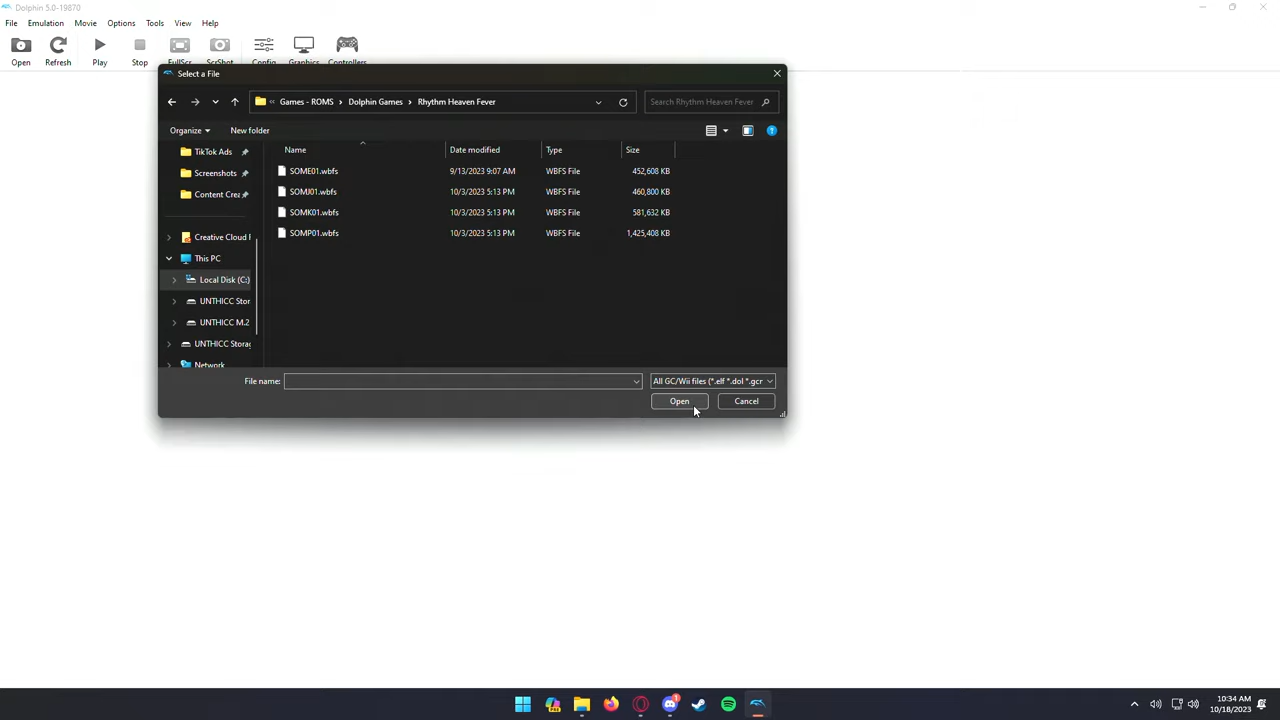 Dolphin 5.0-19870
File Emulation Movie Options Tools View Help
Open Refresh Play Stop FullScr ScrShot Config Graphics Controllers
Select a File
« Games - ROMS › Dolphin Games › Rhythm Heaven Fever
Search Rhythm Heaven Fever
Organize New folder
Name Date modified Type Size
TikTok Ads
Screenshots
Content Crea
Creative Cloud F
This PC
Local Disk (C:)
UNTHICC Stor
UNTHICC M.2
UNTHICC Storag
Network
SOME01.wbfs 9/13/2023 9:07 AM WBFS File 452,608 KB
SOMJ01.wbfs 10/3/2023 5:13 PM WBFS File 460,800 KB
SOMK01.wbfs 10/3/2023 5:13 PM WBFS File 581,632 KB
SOMP01.wbfs 10/3/2023 5:13 PM WBFS File 1,425,408 KB
File name:
All GC/Wii files (*.elf *.dol *.gcr
Open Cancel
1
10:34 AM
10/18/2023